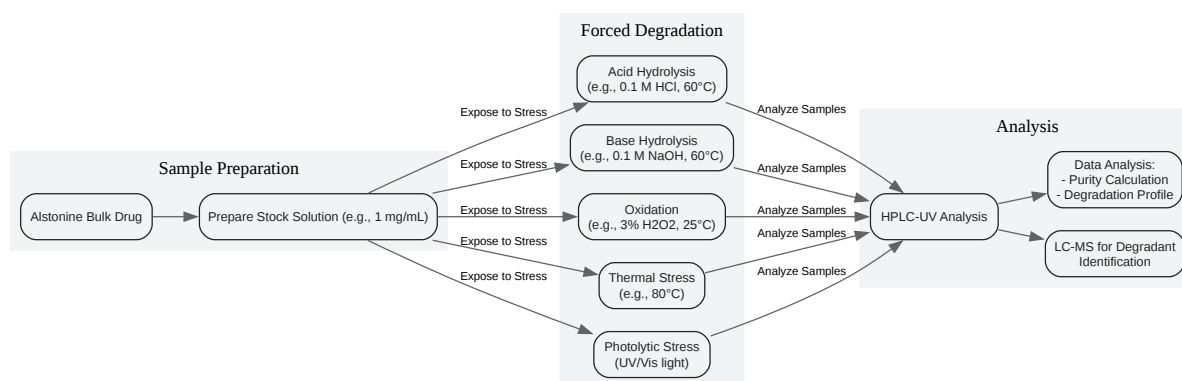 Sample Preparation
Alstonine Bulk Drug
Prepare Stock Solution (e.g., 1 mg/mL)
Expose to Stress
Expose to Stress
Expose to Stress
Expose to Stress
Expose to Stress
Forced Degradation
Acid Hydrolysis
(e.g., 0.1 M HCl, 60°C)
Base Hydrolysis
(e.g., 0.1 M NaOH, 60°C)
Oxidation
(e.g., 3% H2O2, 25°C)
Thermal Stress
(e.g., 80°C)
Photolytic Stress
(UV/Vis light)
Analyze Samples
Analyze Samples
Analyze Samples
Analyze Samples
Analyze Samples
Analysis
HPLC-UV Analysis
Data Analysis:
- Purity Calculation
- Degradation Profile
LC-MS for Degradant
Identification